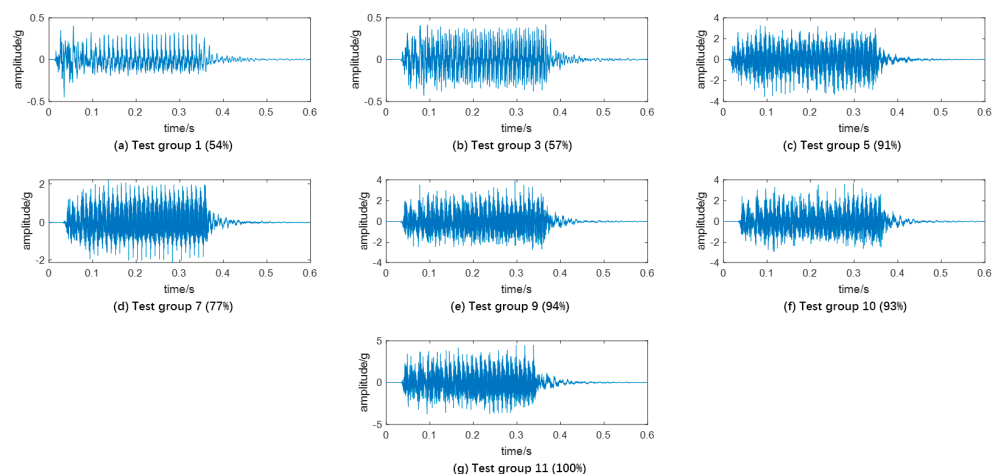 0.5 0.5 4
amplitude/g amplitude/g amplitude/g
2
0 0 0
-2
-0.5 -0.5 -4
0 0.1 0.2 0.3 0.4 0.5 0.6 0 0.1 0.2 0.3 0.4 0.5 0.6 0 0.1 0.2 0.3 0.4 0.5 0.6
time/s time/s time/s
(a) Test group 1 (54%) (b) Test group 3 (57%) (c) Test group 5 (91%)
2 4 4
amplitude/g amplitude/g amplitude/g
2 2
0 0 0
-2 -2
-2 -4 -4
0 0.1 0.2 0.3 0.4 0.5 0.6 0 0.1 0.2 0.3 0.4 0.5 0.6 0 0.1 0.2 0.3 0.4 0.5 0.6
time/s time/s time/s
(d) Test group 7 (77%) (e) Test group 9 (94%) (f) Test group 10 (93%)
5
amplitude/g
0
-5
0 0.1 0.2 0.3 0.4 0.5 0.6
time/s
(g) Test group 11 (100%)